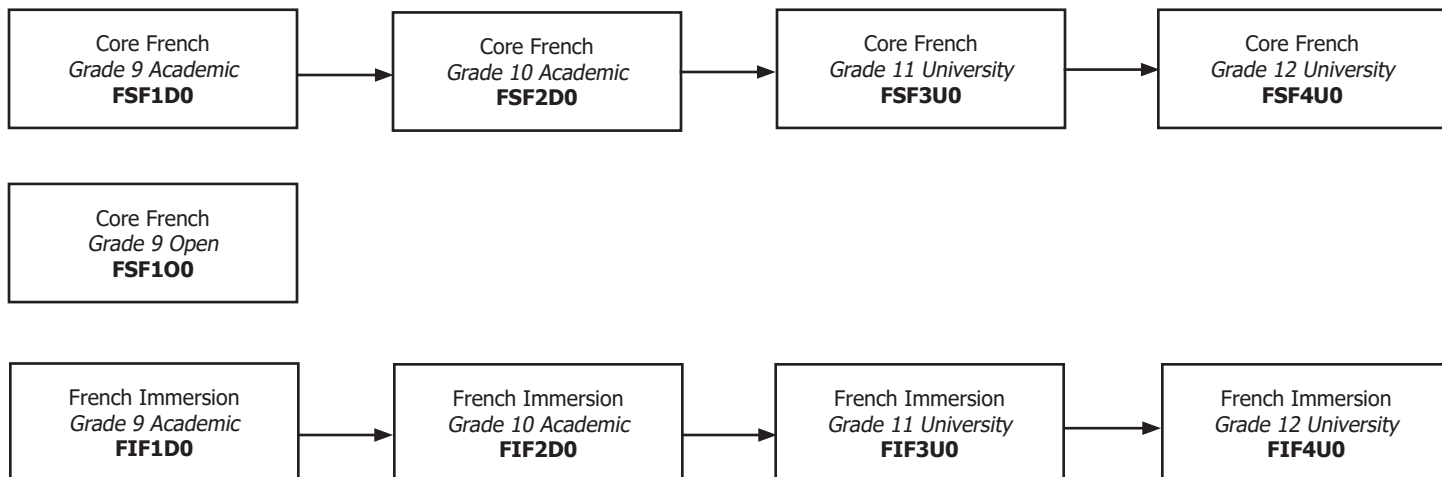 Core French
Grade 9 Academic
FSF1D0
Core French
Grade 10 Academic
FSF2D0
Core French
Grade 11 University
FSF3U0
Core French
Grade 12 University
FSF4U0
Core French
Grade 9 Open
FSF1O0
French Immersion
Grade 9 Academic
FIF1D0
French Immersion
Grade 10 Academic
FIF2D0
French Immersion
Grade 11 University
FIF3U0
French Immersion
Grade 12 University
FIF4U0